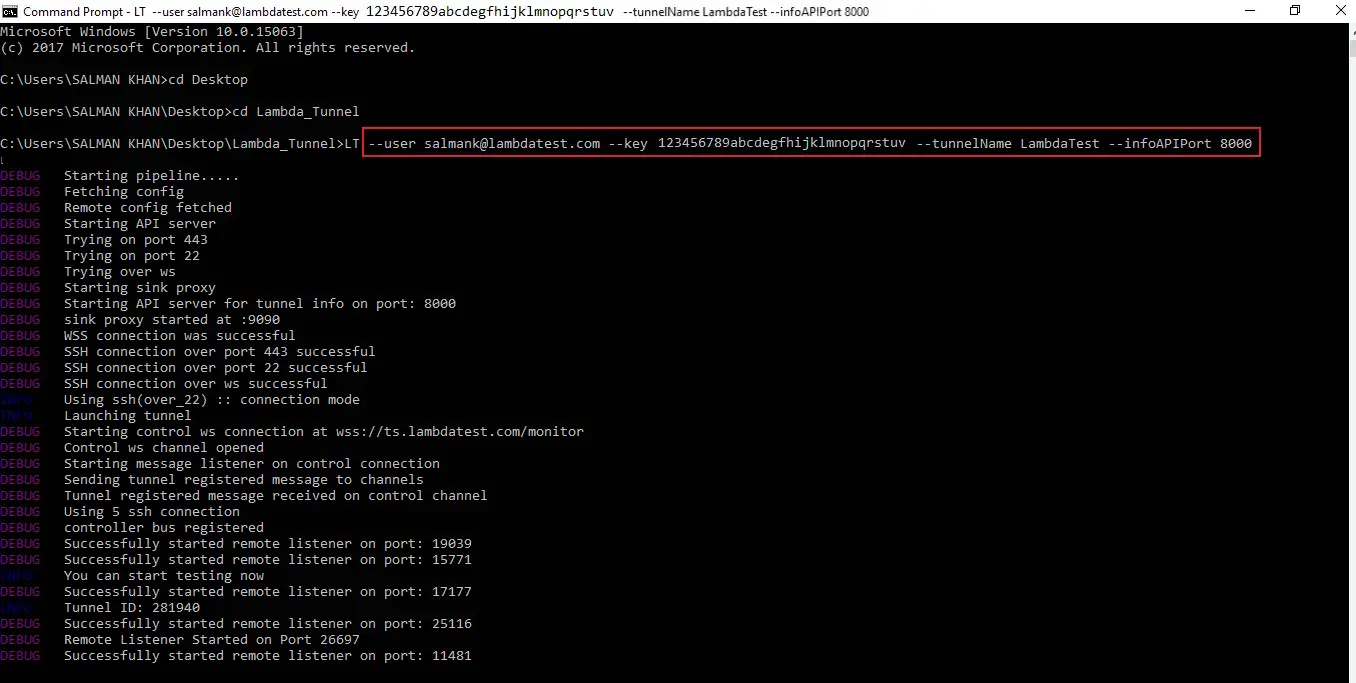 Command Prompt - LT --user salmank@lambdatest.com --key 123456789abcdegfhijklmnopqrstuv --tunnelName LambdaTest --infoAPIPort 8000
Microsoft Windows [Version 10.0.15063]
(c) 2017 Microsoft Corporation. All rights reserved.
C:\Users\SALMAN KHAN>cd Desktop
C:\Users\SALMAN KHAN\Desktop>cd Lambda_Tunnel
C:\Users\SALMAN KHAN\Desktop\Lambda_Tunnel>LT --user salmank@lambdatest.com --key 123456789abcdegfhijklmnopqrstuv --tunnelName LambdaTest --infoAPIPort 8000
DEBUG Starting pipeline.....
DEBUG Fetching config
DEBUG Remote config fetched
DEBUG Starting API server
DEBUG Trying on port 443
DEBUG Trying on port 22
DEBUG Trying over ws
DEBUG Starting sink proxy
DEBUG Starting API server for tunnel info on port: 8000
DEBUG sink proxy started at :9090
DEBUG WSS connection was successful
DEBUG SSH connection over port 443 successful
DEBUG SSH connection over port 22 successful
DEBUG SSH connection over ws successful
INFO Using ssh(over_22) :: connection mode
INFO Launching tunnel
DEBUG Starting control ws connection at wss://ts.lambdatest.com/monitor
DEBUG Control ws channel opened
DEBUG Starting message listener on control connection
DEBUG Sending tunnel registered message to channels
DEBUG Tunnel registered message received on control channel
DEBUG Using 5 ssh connection
DEBUG controller bus registered
DEBUG Successfully started remote listener on port: 19039
DEBUG Successfully started remote listener on port: 15771
INFO You can start testing now
DEBUG Successfully started remote listener on port: 17177
INFO Tunnel ID: 281940
DEBUG Successfully started remote listener on port: 25116
DEBUG Remote Listener Started on Port 26697
DEBUG Successfully started remote listener on port: 11481